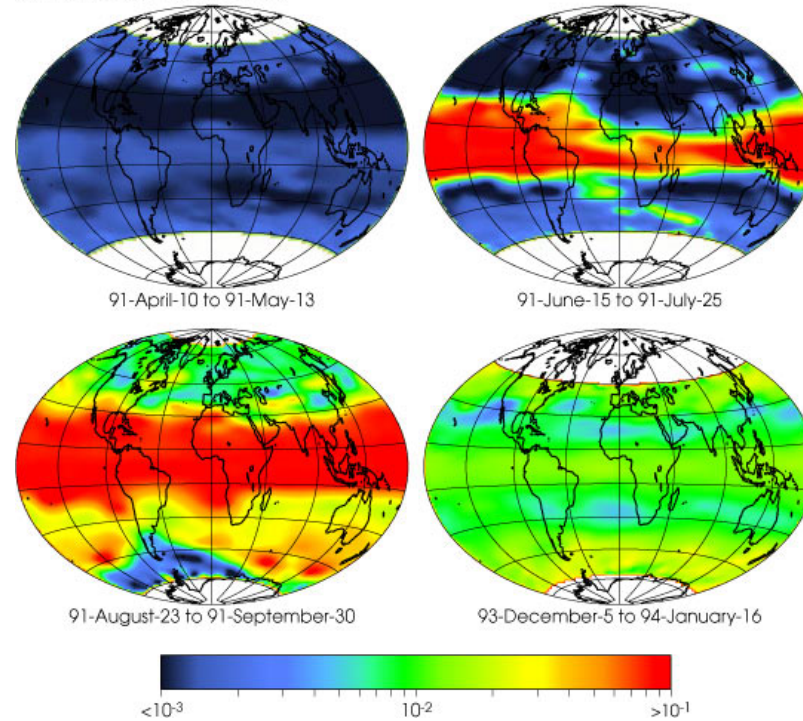 91-April-10 to 91-May-13
91-June-15 to 91-July-25
91-August-23 to 91-September-30
93-December-5 to 94-January-16
<10⁻³ 10⁻² >10⁻¹